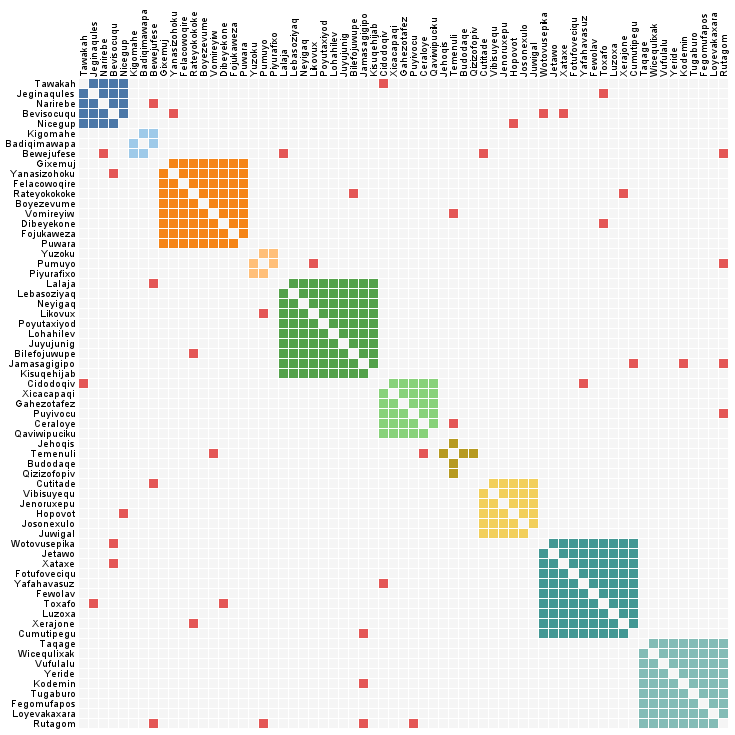 Tawakah
Jeginaqules
Narirebe
Bevisocuqu
Nicegup
Kigomahe
Badiqimawapa
Bewejufese
Gixemuj
Yanasizohoku
Felacowoqire
Rateyokokoke
Boyezevume
Vomireyiw
Dibeyekone
Fojukaweza
Puwara
Yuzoku
Pumuyo
Piyurafixo
Lalaja
Lebasoziyaq
Neyigaq
Likovux
Poyutaxiyod
Lohahilev
Juyujunig
Bilefojuwupe
Jamasagigipo
Kisuqehijab
Cidodoqiv
Xicacapaqi
Gahezotafez
Puyivocu
Ceraloye
Qaviwipuciku
Jehoqis
Temenuli
Budodaqe
Qizizofopiv
Cutitade
Vibisuyequ
Jenoruxepu
Hopovot
Josonexulo
Juwigal
Wotovusepika
Jetawo
Xataxe
Fotufoveciqu
Yafahavasuz
Fewolav
Toxafo
Luzoxa
Xerajone
Cumutipegu
Taqage
Wicequlixak
Vufulalu
Yeride
Kodemin
Tugaburo
Fegomufapos
Loyevakaxara
Rutagom
Tawakah
Jeginaqules
Narirebe
Bevisocuqu
Nicegup
Kigomahe
Badiqimawapa
Bewejufese
Gixemuj
Yanasizohoku
Felacowoqire
Rateyokokoke
Boyezevume
Vomireyiw
Dibeyekone
Fojukaweza
Puwara
Yuzoku
Pumuyo
Piyurafixo
Lalaja
Lebasoziyaq
Neyigaq
Likovux
Poyutaxiyod
Lohahilev
Juyujunig
Bilefojuwupe
Jamasagigipo
Kisuqehijab
Cidodoqiv
Xicacapaqi
Gahezotafez
Puyivocu
Ceraloye
Qaviwipuciku
Jehoqis
Temenuli
Budodaqe
Qizizofopiv
Cutitade
Vibisuyequ
Jenoruxepu
Hopovot
Josonexulo
Juwigal
Wotovusepika
Jetawo
Xataxe
Fotufoveciqu
Yafahavasuz
Fewolav
Toxafo
Luzoxa
Xerajone
Cumutipegu
Taqage
Wicequlixak
Vufulalu
Yeride
Kodemin
Tugaburo
Fegomufapos
Loyevakaxara
Rutagom